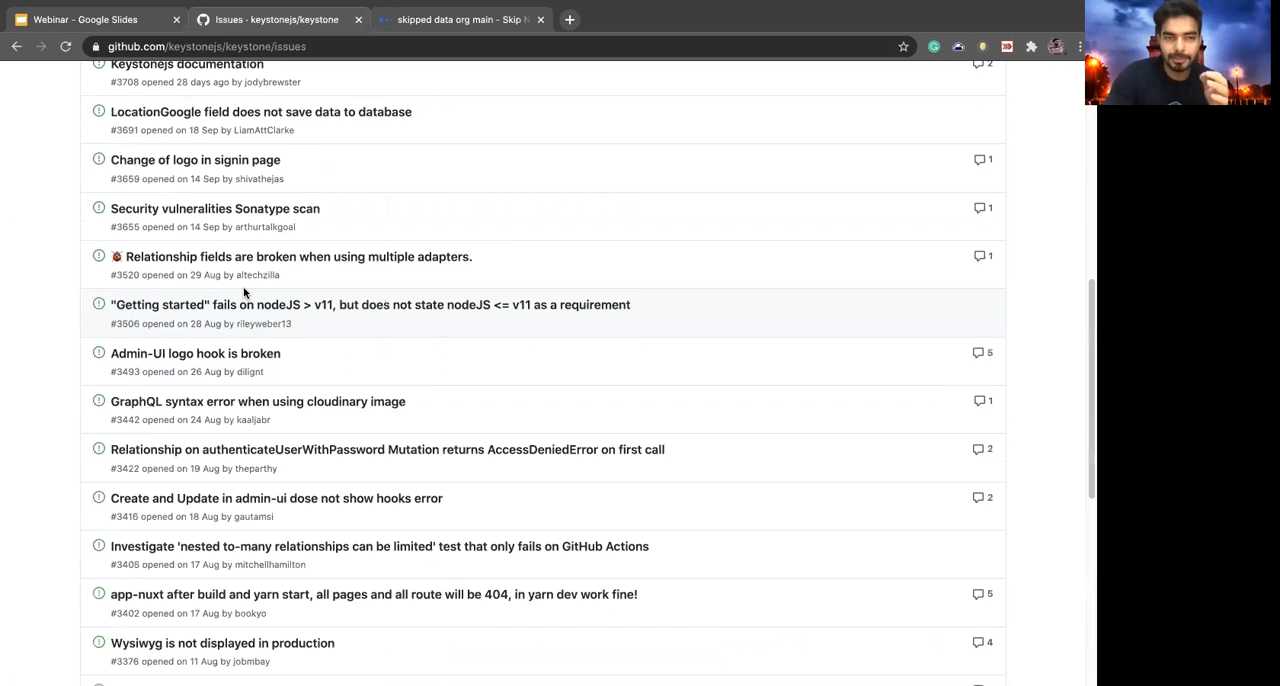 Webinar - Google Slides
Issues · keystonejs/keystone
skipped data org main - Skip N
github.com/keystonejs/keystone/issues
Keystonejs documentation
2
#3708 opened 28 days ago by jodybrewster
LocationGoogle field does not save data to database
#3691 opened on 18 Sep by LiamAttClarke
Change of logo in signin page
1
#3659 opened on 14 Sep by shivathejas
Security vulneralities Sonatype scan
1
#3655 opened on 14 Sep by arthurtalkgoal
Relationship fields are broken when using multiple adapters.
1
#3520 opened on 29 Aug by altechzilla
"Getting started" fails on nodeJS > v11, but does not state nodeJS <= v11 as a requirement
#3506 opened on 28 Aug by rileyweber13
Admin-UI logo hook is broken
5
#3493 opened on 26 Aug by dilignt
GraphQL syntax error when using cloudinary image
1
#3442 opened on 24 Aug by kaaljabr
Relationship on authenticateUserWithPassword Mutation returns AccessDeniedError on first call
2
#3422 opened on 19 Aug by theparthy
Create and Update in admin-ui dose not show hooks error
2
#3416 opened on 18 Aug by gautamsi
Investigate 'nested to-many relationships can be limited' test that only fails on GitHub Actions
#3405 opened on 17 Aug by mitchellhamilton
app-nuxt after build and yarn start, all pages and all route will be 404, in yarn dev work fine!
5
#3402 opened on 17 Aug by bookyo
Wysiwyg is not displayed in production
4
#3376 opened on 11 Aug by jobmbay